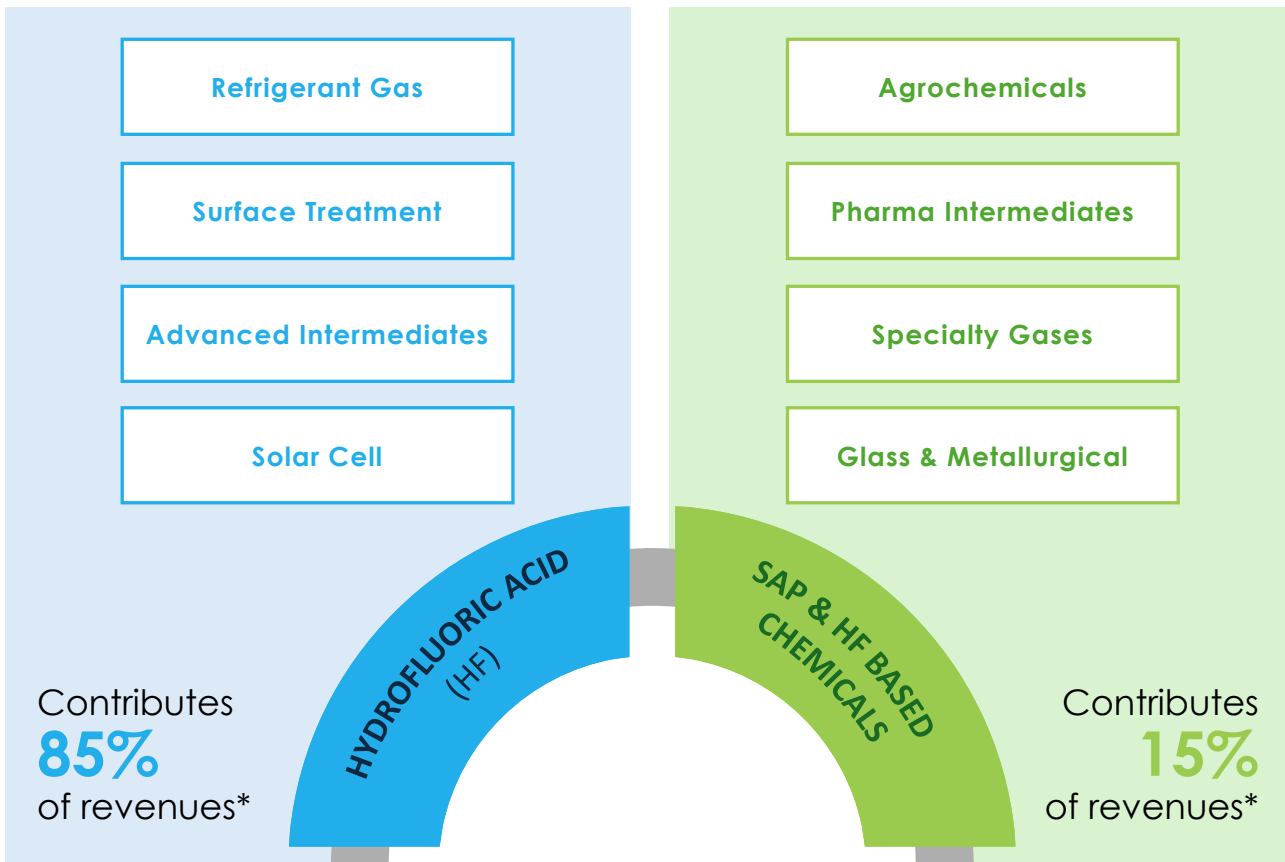 Refrigerant Gas
Surface Treatment
Advanced Intermediates
Solar Cell
HYDROFLUORIC ACID
(HF)
Contributes
85%
of revenues*
Agrochemicals
Pharma Intermediates
Specialty Gases
Glass & Metallurgical
SAP & HF BASED
CHEMICALS
Contributes
15%
of revenues*